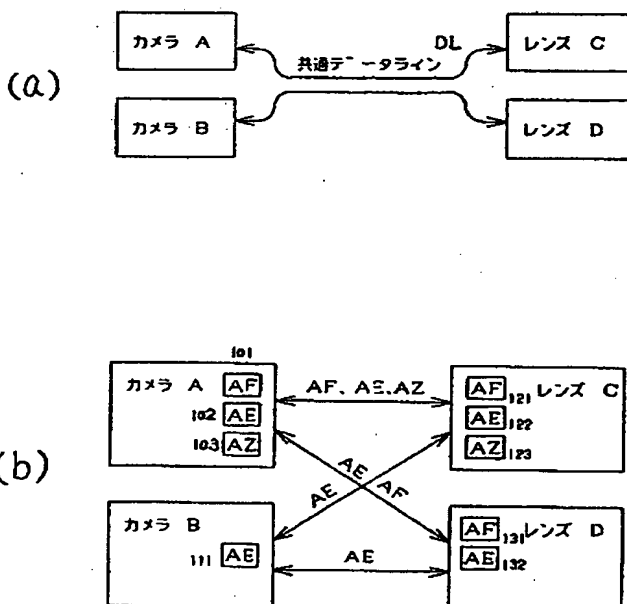 (a)
カメラ A
カメラ B
共通データライン
DL
レンズ C
レンズ D
(b)
101
カメラ A AF
102 AE
103 AZ
AF、AE、AZ
AF 121 レンズ C
AE 122
AZ 123
AE
AF
AE
カメラ B
111 AE
AE
AF 131 レンズ D
AE 132